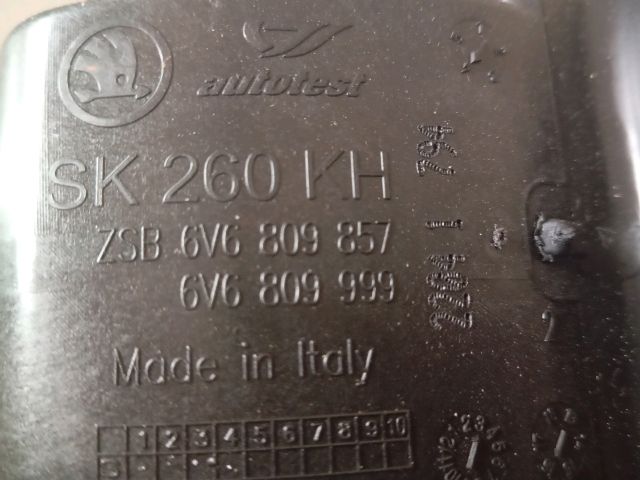 autotest
SK 260 KH
ZSB 6V6 809 857
6V6 809 999
Made in Italy
1 2 3 4 5 6 7 8 9 10